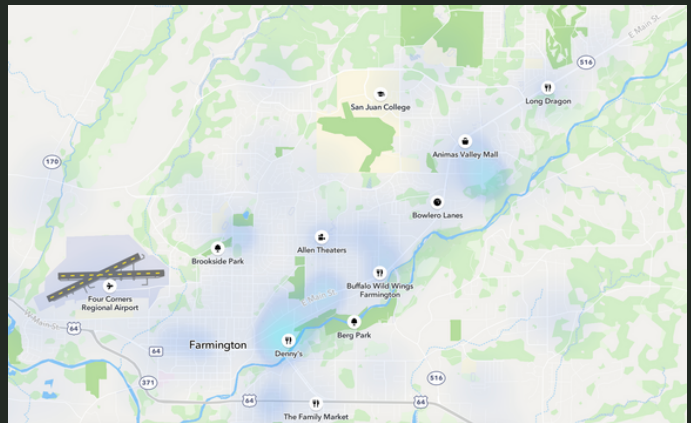 E Main St
516
Long Dragon
San Juan College
Animas Valley Mall
170
Bowlero Lanes
Allen Theaters
Brookside Park
Buffalo Wild Wings
Farmington
Four Corners
Regional Airport
E Main St
W Main St
64
Berg Park
Farmington
64
Denny's
371
516
64
64
The Family Market